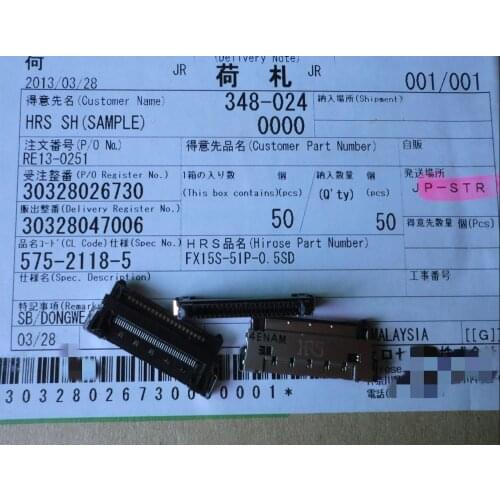 (Delivery Note)
荷 JR 荷 札 JR
2013/03/28 001/001
得意先名(Customer Name) 348-024 納入場所(Shipment)
HRS SH(SAMPLE) 0000
注文番号(P/O No.) 得意先品名(Customer Part Number) 自販
RE13-0251
受注整番(P/O Register No.) 1箱の入り数 個 納入数量 個 発送場所
30328026730 (This box contains)(pcs) (Q'ty) (pcs) JP-STR
販出整番(Delivery Register No.) 得意先数量 個(Pcs)
30328047006 50 50
品名コード(CL Code)仕様(Spec No.) HRS品名(Hirose Part Number)
575-2118-5 FX15S-51P-0.5SD
仕様名(Spec. Description) 工事番号
特記事項(Remarks
SB/DONGWE MALAYSIA [[G]
03/28
4ENAM
HRS
Hirose
電話
30328026730000001*